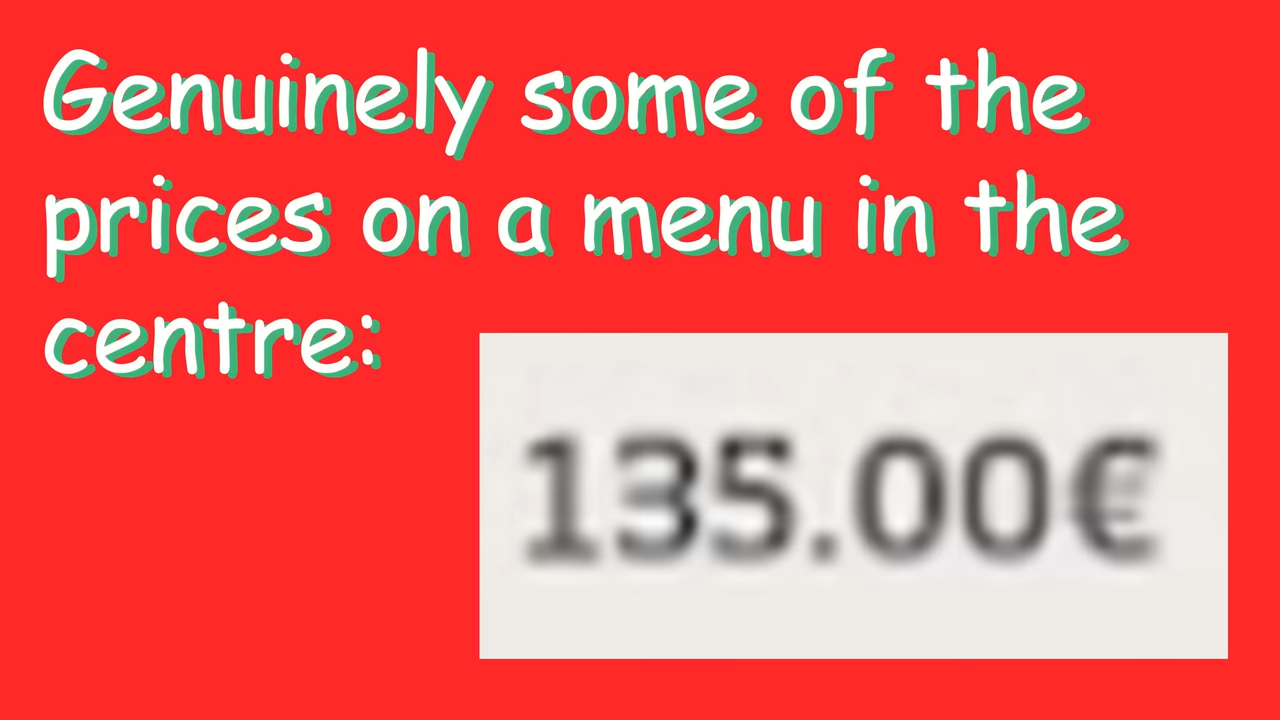 Genuinely some of the
prices on a menu in the
centre:
135.00€